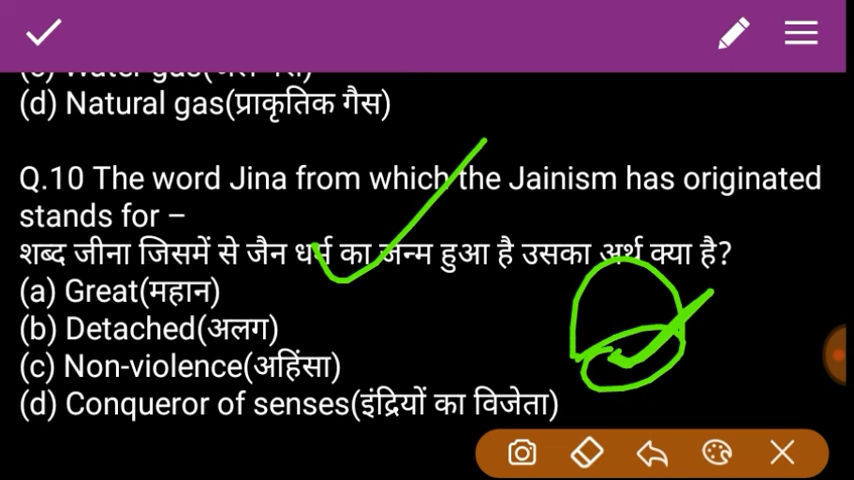 (d) Natural gas(प्राकृतिक गैस)
Q.10 The word Jina from which the Jainism has originated
stands for –
शब्द जीना जिसमें से जैन धर्म का जन्म हुआ है उसका अर्थ क्या है?
(a) Great(महान)
(b) Detached(अलग)
(c) Non-violence(अहिंसा)
(d) Conqueror of senses(इंद्रियों का विजेता)